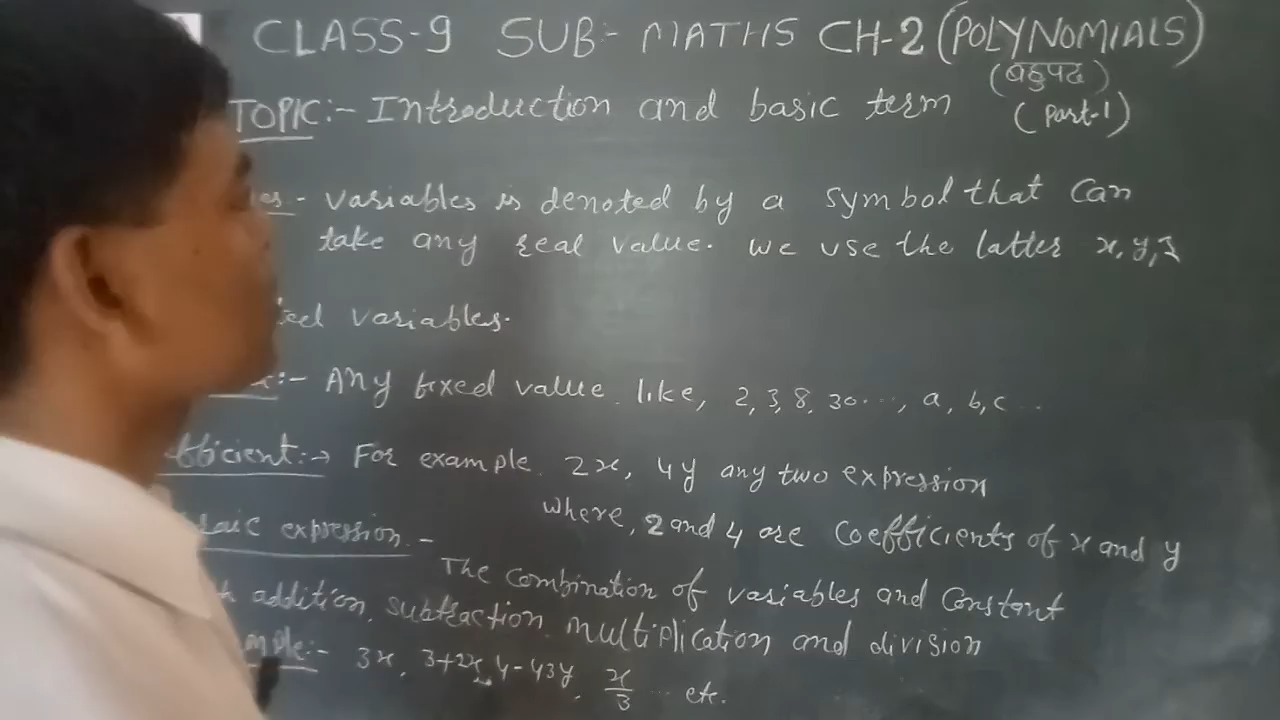 CLASS-9 SUB:- MATHS CH-2 (POLYNOMIALS)
(बहुपद)
TOPIC:- Introduction and basic term (Part-1)
variables is denoted by a symbol that Can
take any real value. We use the latter x, y, z
variables.
:- Any fixed value like, 2, 3, 8, 30..., a, b, c ...
fficient:→ For example. 2x, 4y any two expression
where, 2 and 4 are Coefficients of x and y
raic expression. -
The Combination of variables and Constant
h addition, subtraction, multiplication and division
mple:- 3x, 3+2x, 4-43y, x/3 ... etc.